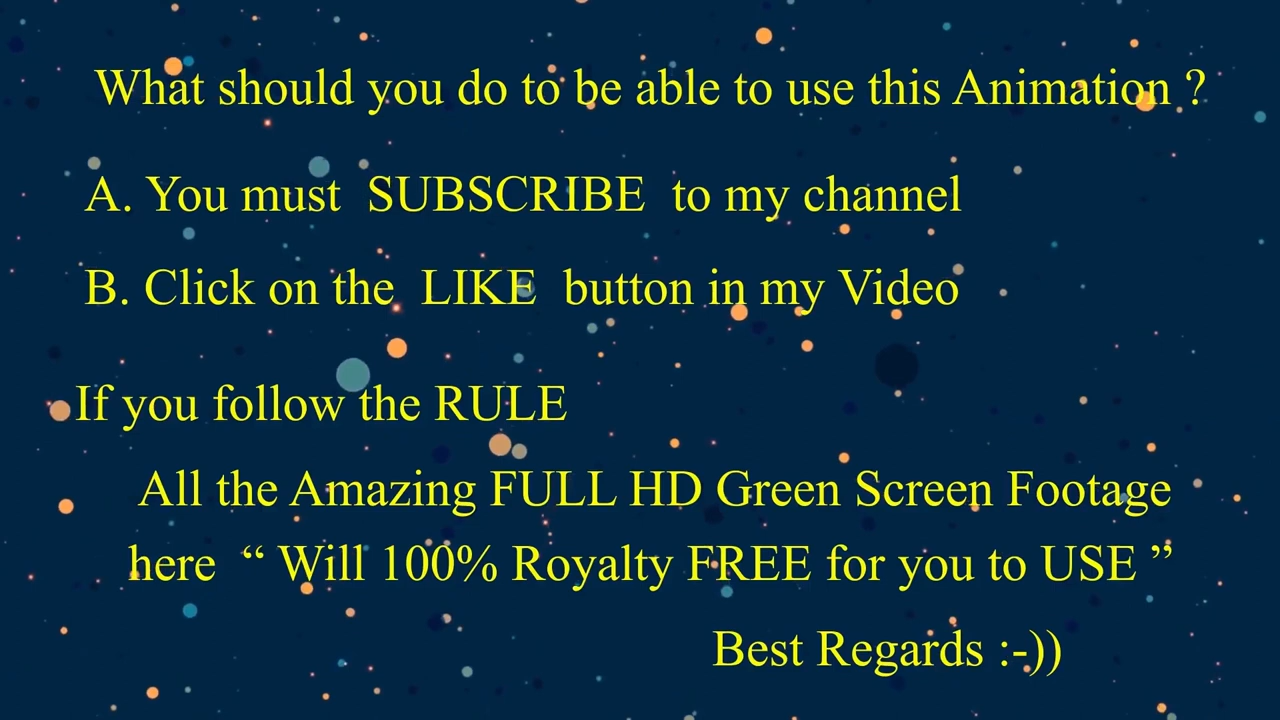 What should you do to be able to use this Animation ?
A. You must SUBSCRIBE to my channel
B. Click on the LIKE button in my Video
If you follow the RULE
All the Amazing FULL HD Green Screen Footage
here “ Will 100% Royalty FREE for you to USE ”
Best Regards :-))